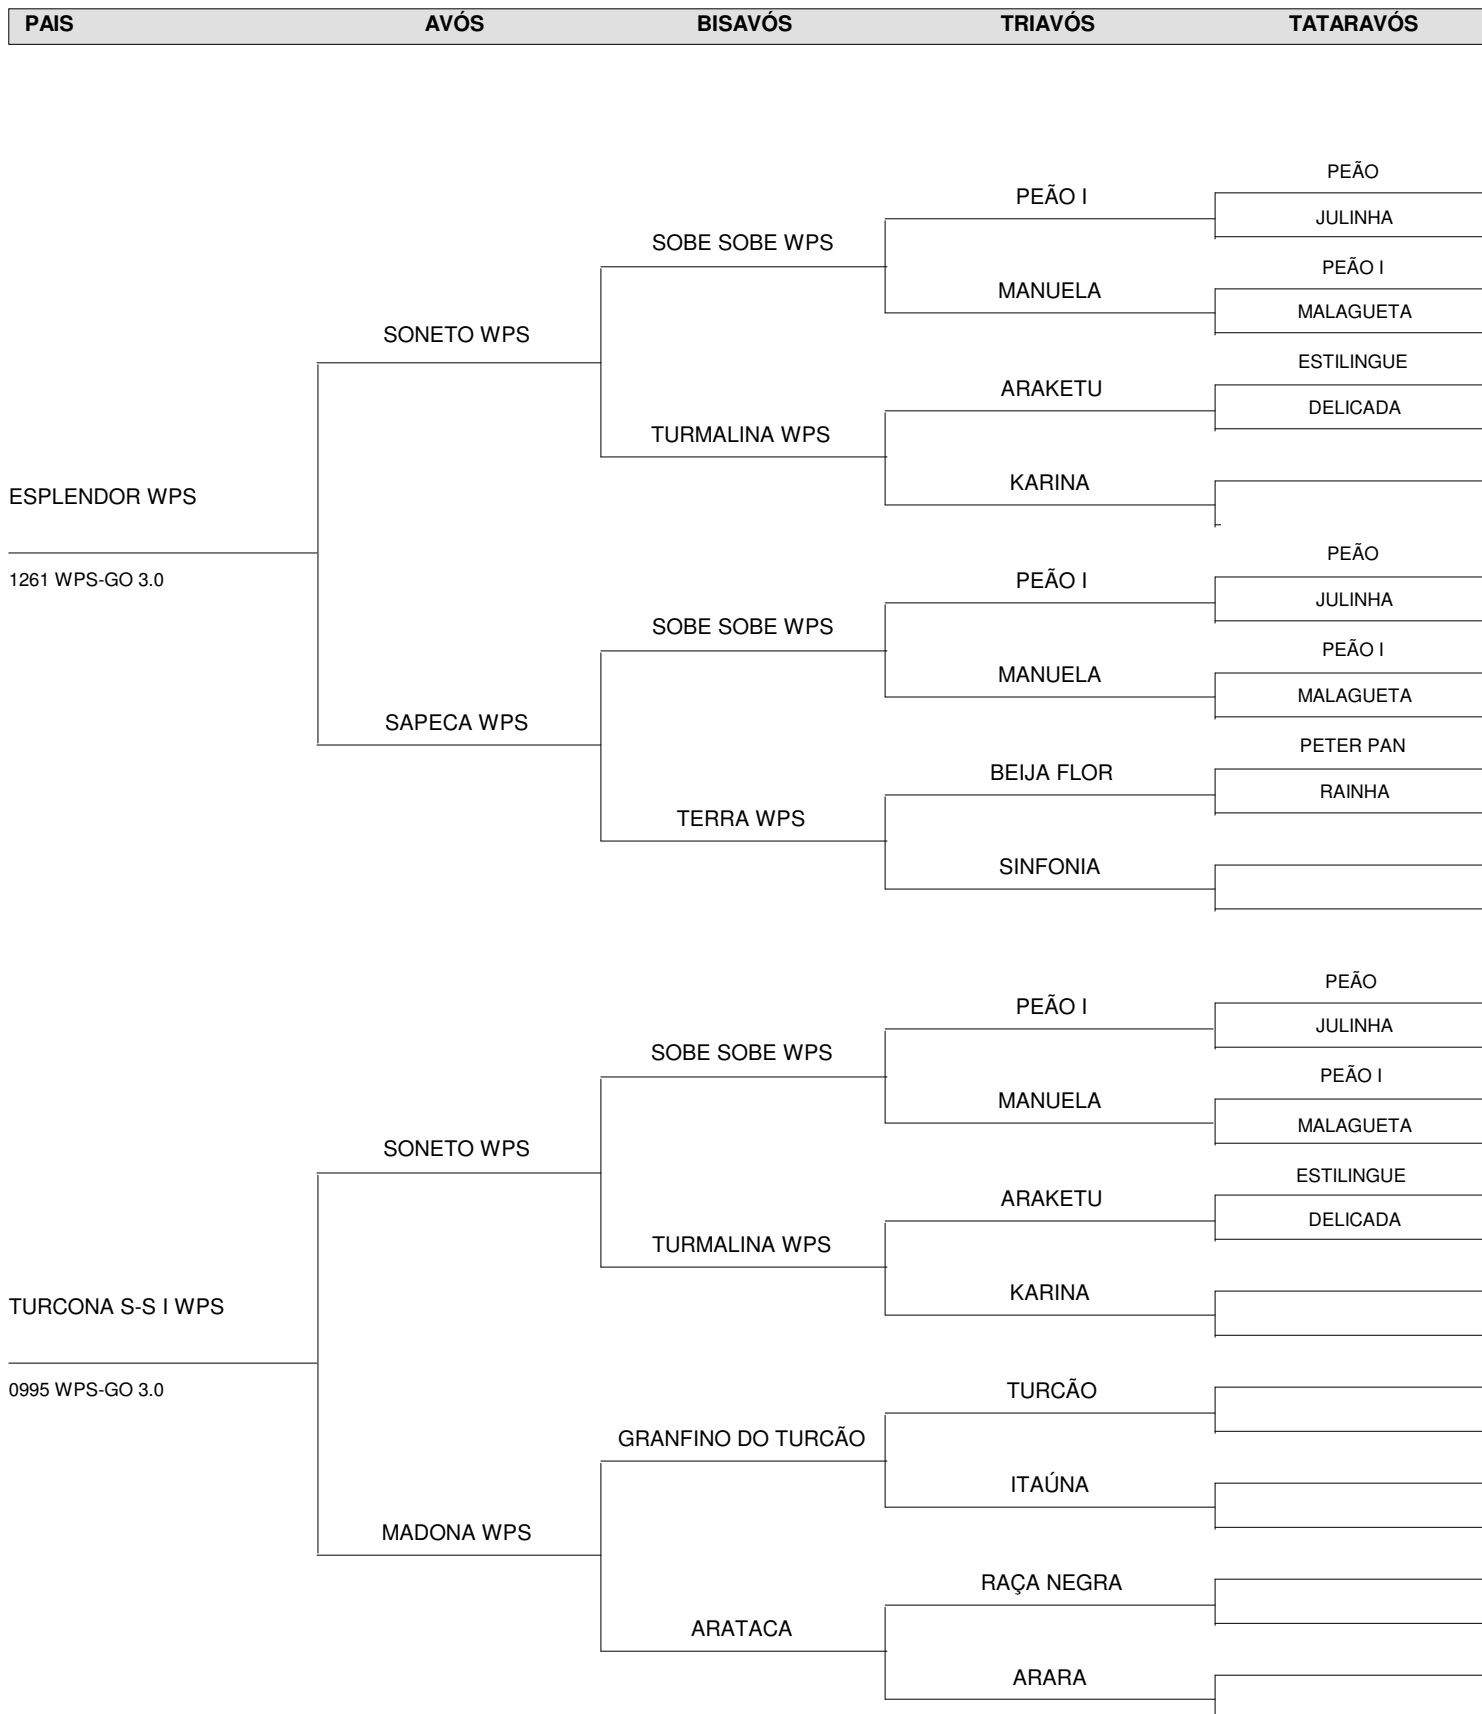 PAIS AVÓS BISAVÓS TRIAVÓS TATARAVÓS
PEÃO
PEÃO I
JULINHA
SOBE SOBE WPS
PEÃO I
MANUELA
MALAGUETA
SONETO WPS
ESTILINGUE
ARAKETU
DELICADA
TURMALINA WPS
KARINA
ESPLENDOR WPS
PEÃO
1261 WPS-GO 3.0
PEÃO I
JULINHA
SOBE SOBE WPS
PEÃO I
MANUELA
MALAGUETA
SAPECA WPS
PETER PAN
BEIJA FLOR
RAINHA
TERRA WPS
SINFONIA
PEÃO
PEÃO I
JULINHA
SOBE SOBE WPS
PEÃO I
MANUELA
MALAGUETA
SONETO WPS
ESTILINGUE
ARAKETU
DELICADA
TURMALINA WPS
KARINA
TURCONA S-S I WPS
0995 WPS-GO 3.0
TURCÃO
GRANFINO DO TURCÃO
ITAÚNA
MADONA WPS
RAÇA NEGRA
ARATACA
ARARA